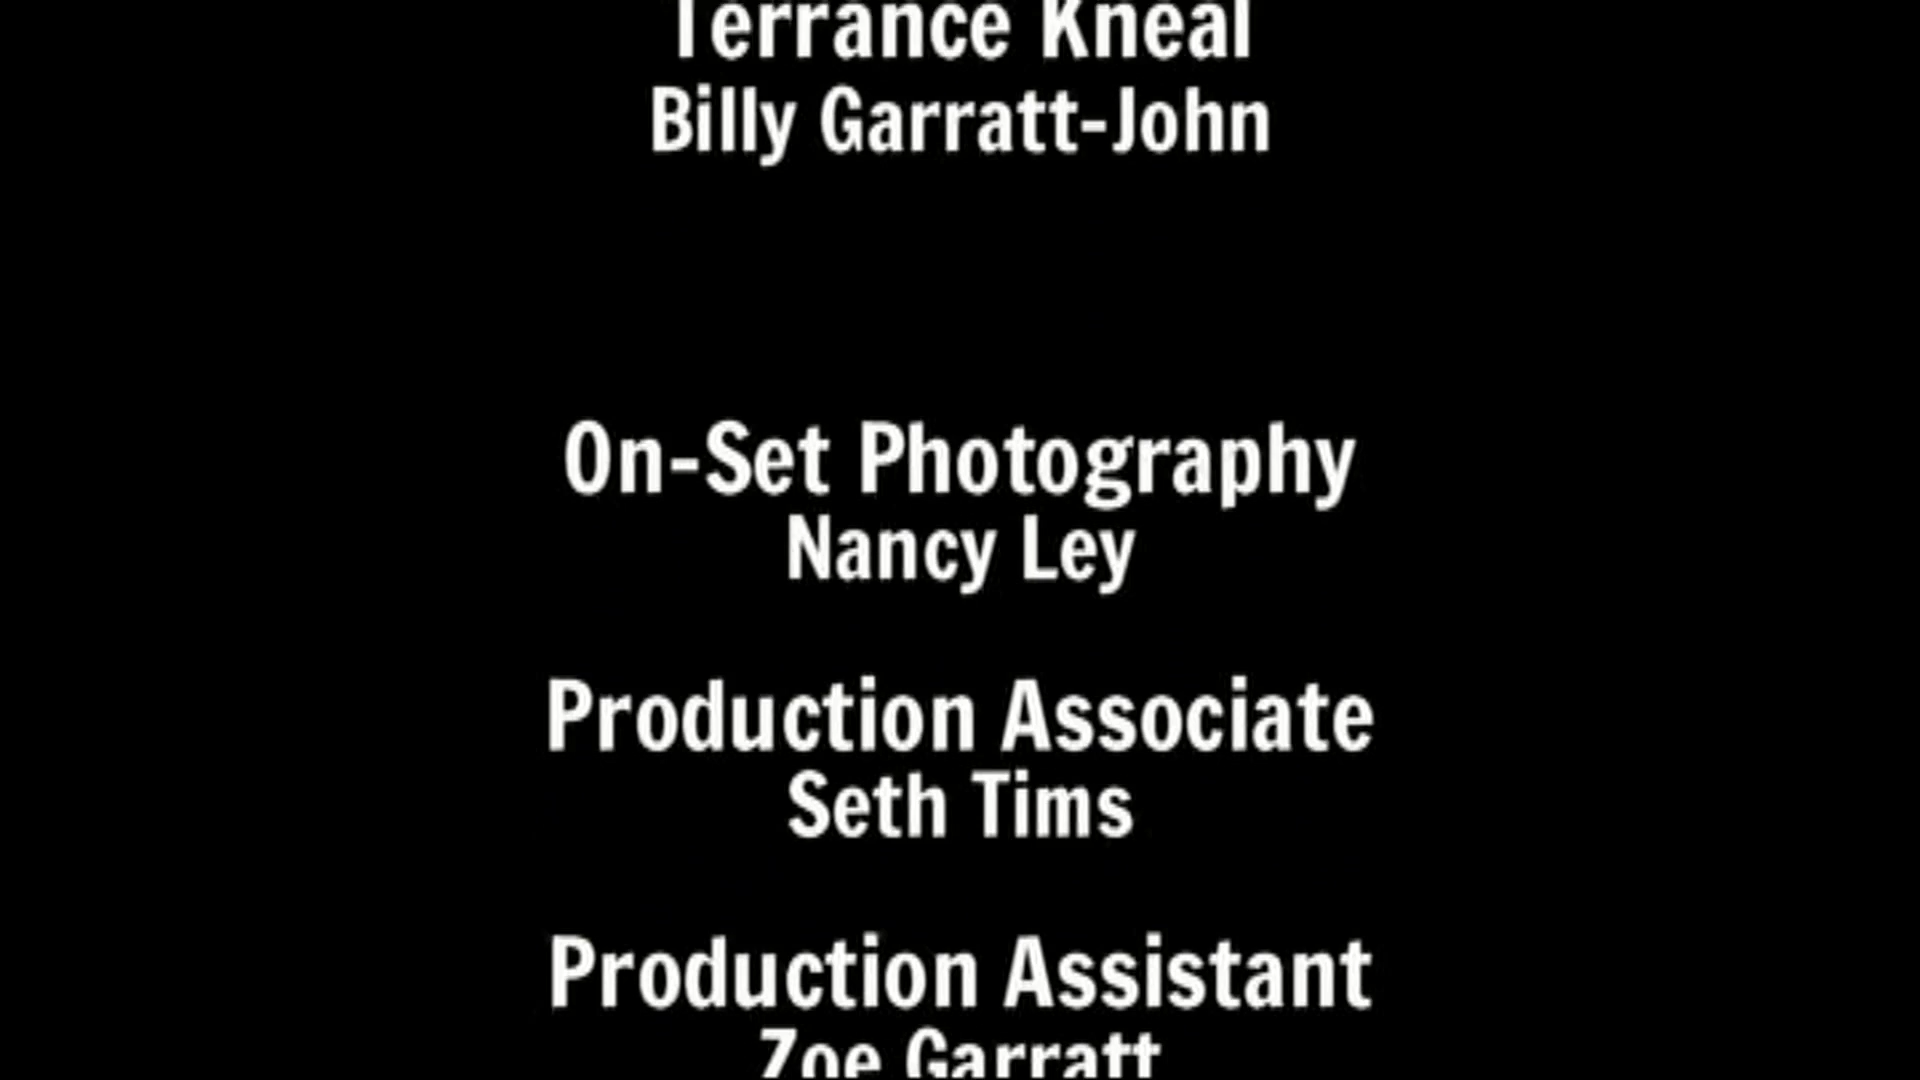 Terrance Kneal
Billy Garratt-John
On-Set Photography
Nancy Ley
Production Associate
Seth Tims
Production Assistant
Zoe Garratt